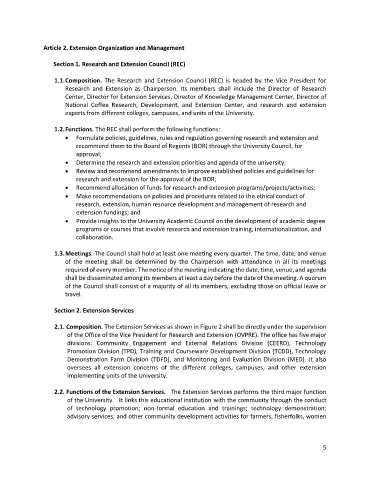 Article 2. Extension Organization and Management
Section 1. Research and Extension Council (REC)
1.1. Composition. The Research and Extension Council (REC) is headed by the Vice President for
Research and Extension as Chairperson. Its members shall include the Director of Research
Center, Director for Extension Services, Director of Knowledge Management Center, Director of
National Coffee Research, Development, and Extension Center, and research and extension
experts from different colleges, campuses, and units of the University.
1.2. Functions. The REC shall perform the following functions:
• Formulate policies, guidelines, rules and regulation governing research and extension and
recommend them to the Board of Regents (BOR) through the University Council, for
approval;
• Determine the research and extension priorities and agenda of the university;
• Review and recommend amendments to improve established policies and guidelines for
research and extension for the approval of the BOR;
• Recommend allocation of funds for research and extension programs/projects/activities;
• Make recommendations on policies and procedures related to the ethical conduct of
research, extension, human resource development and management of research and
extension fundings; and
• Provide insights to the University Academic Council on the development of academic degree
programs or courses that involve research and extension training, internationalization, and
collaboration.
1.3. Meetings. The Council shall hold at least one meeting every quarter. The time, date, and venue
of the meeting shall be determined by the Chairperson with attendance in all its meetings
required of every member. The notice of the meeting indicating the date, time, venue, and agenda
shall be disseminated among its members at least a day before the date of the meeting. A quorum
of the Council shall consist of a majority of all its members, excluding those on official leave or
travel.
Section 2. Extension Services
2.1. Composition. The Extension Services as shown in Figure 2 shall be directly under the supervision
of the Office of the Vice President for Research and Extension (OVPRE). The office has five major
divisions: Community Engagement and External Relations Division (CEERD), Technology
Promotion Division (TPD), Training and Courseware Development Division (TCDD), Technology
Demonstration Farm Division (TDFD), and Monitoring and Evaluation Division (MED). It also
oversees all extension concerns of the different colleges, campuses, and other extension
implementing units of the University.
2.2. Functions of the Extension Services. The Extension Services performs the third major function
of the University. It links this educational institution with the community through the conduct
of technology promotion; non-formal education and trainings; technology demonstration;
advisory services; and other community development activities for farmers, fisherfolks, women
5